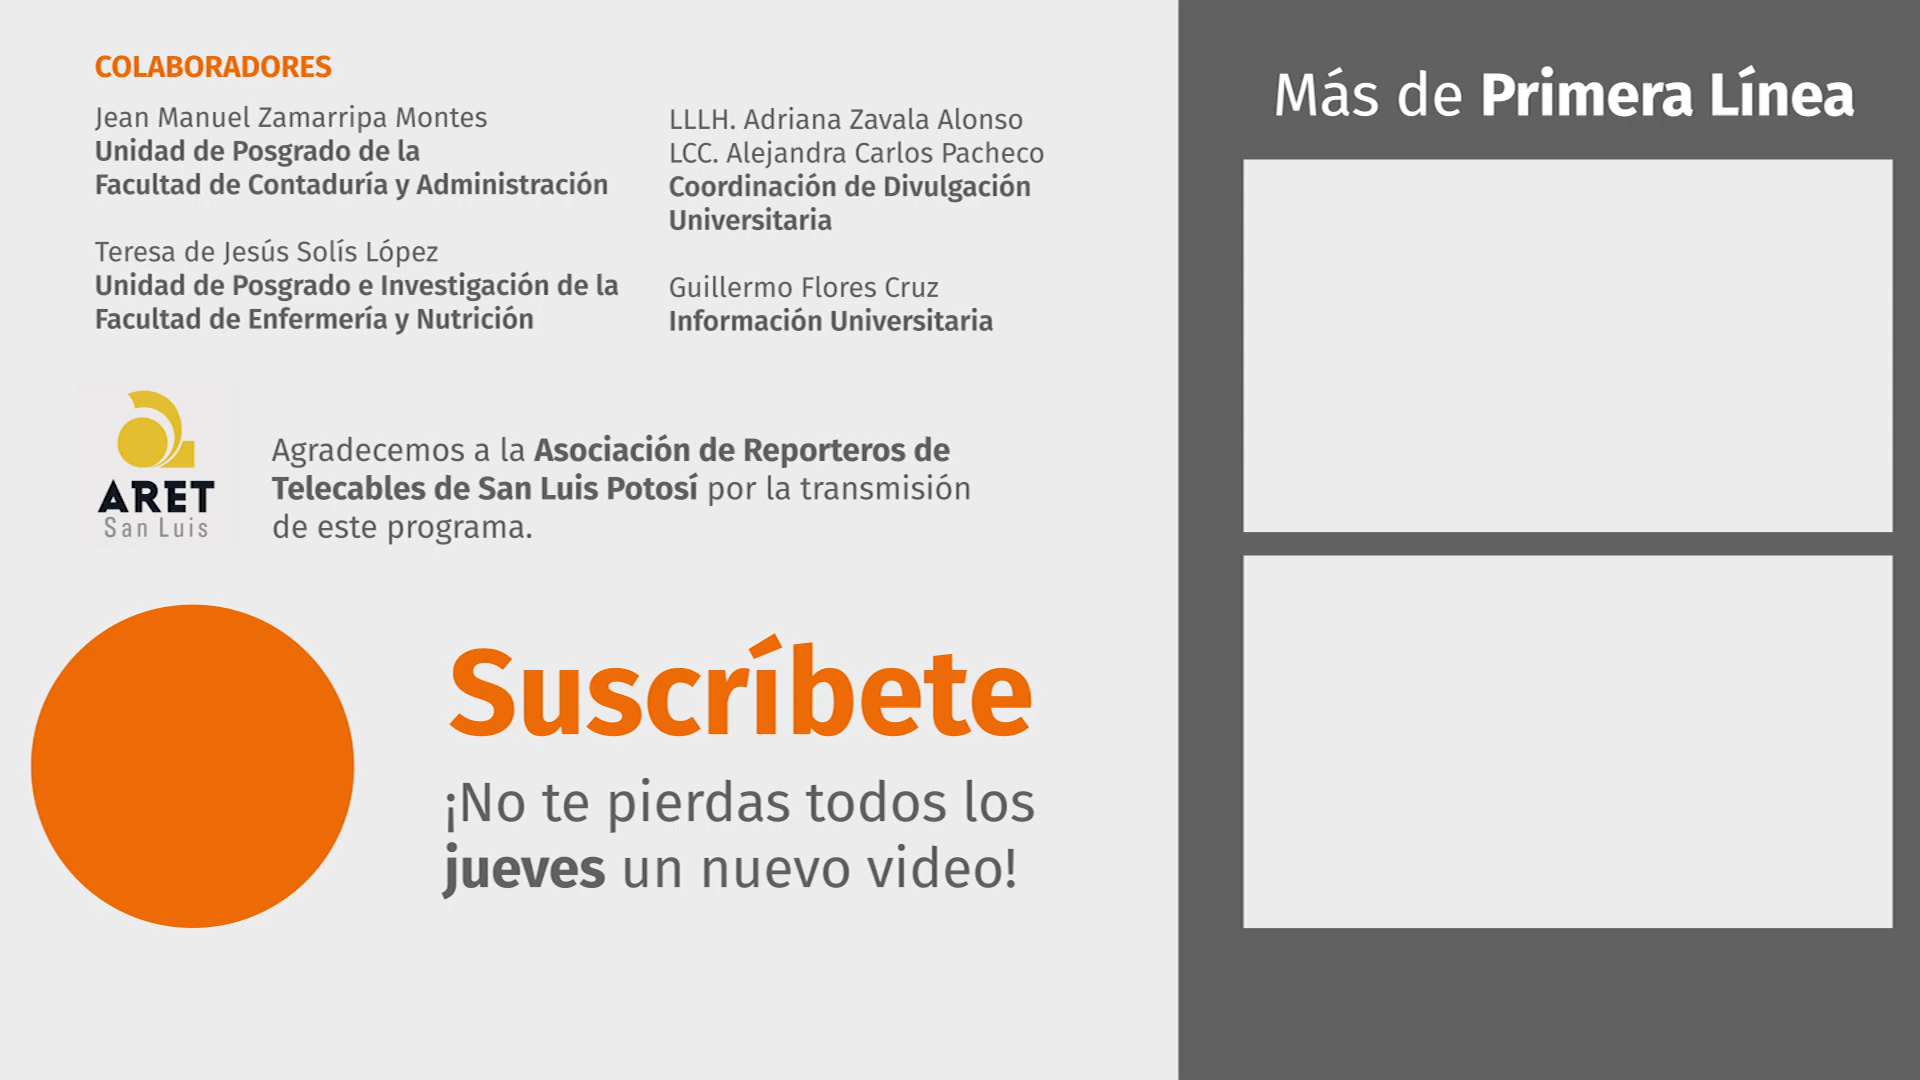 COLABORADORES
Jean Manuel Zamarripa Montes
Unidad de Posgrado de la
Facultad de Contaduría y Administración
Teresa de Jesús Solís López
Unidad de Posgrado e Investigación de la
Facultad de Enfermería y Nutrición
LLLH. Adriana Zavala Alonso
LCC. Alejandra Carlos Pacheco
Coordinación de Divulgación
Universitaria
Guillermo Flores Cruz
Información Universitaria
ARET
San Luis
Agradecemos a la Asociación de Reporteros de
Telecables de San Luis Potosí por la transmisión
de este programa.
Suscríbete
¡No te pierdas todos los
jueves un nuevo video!
Más de Primera Línea